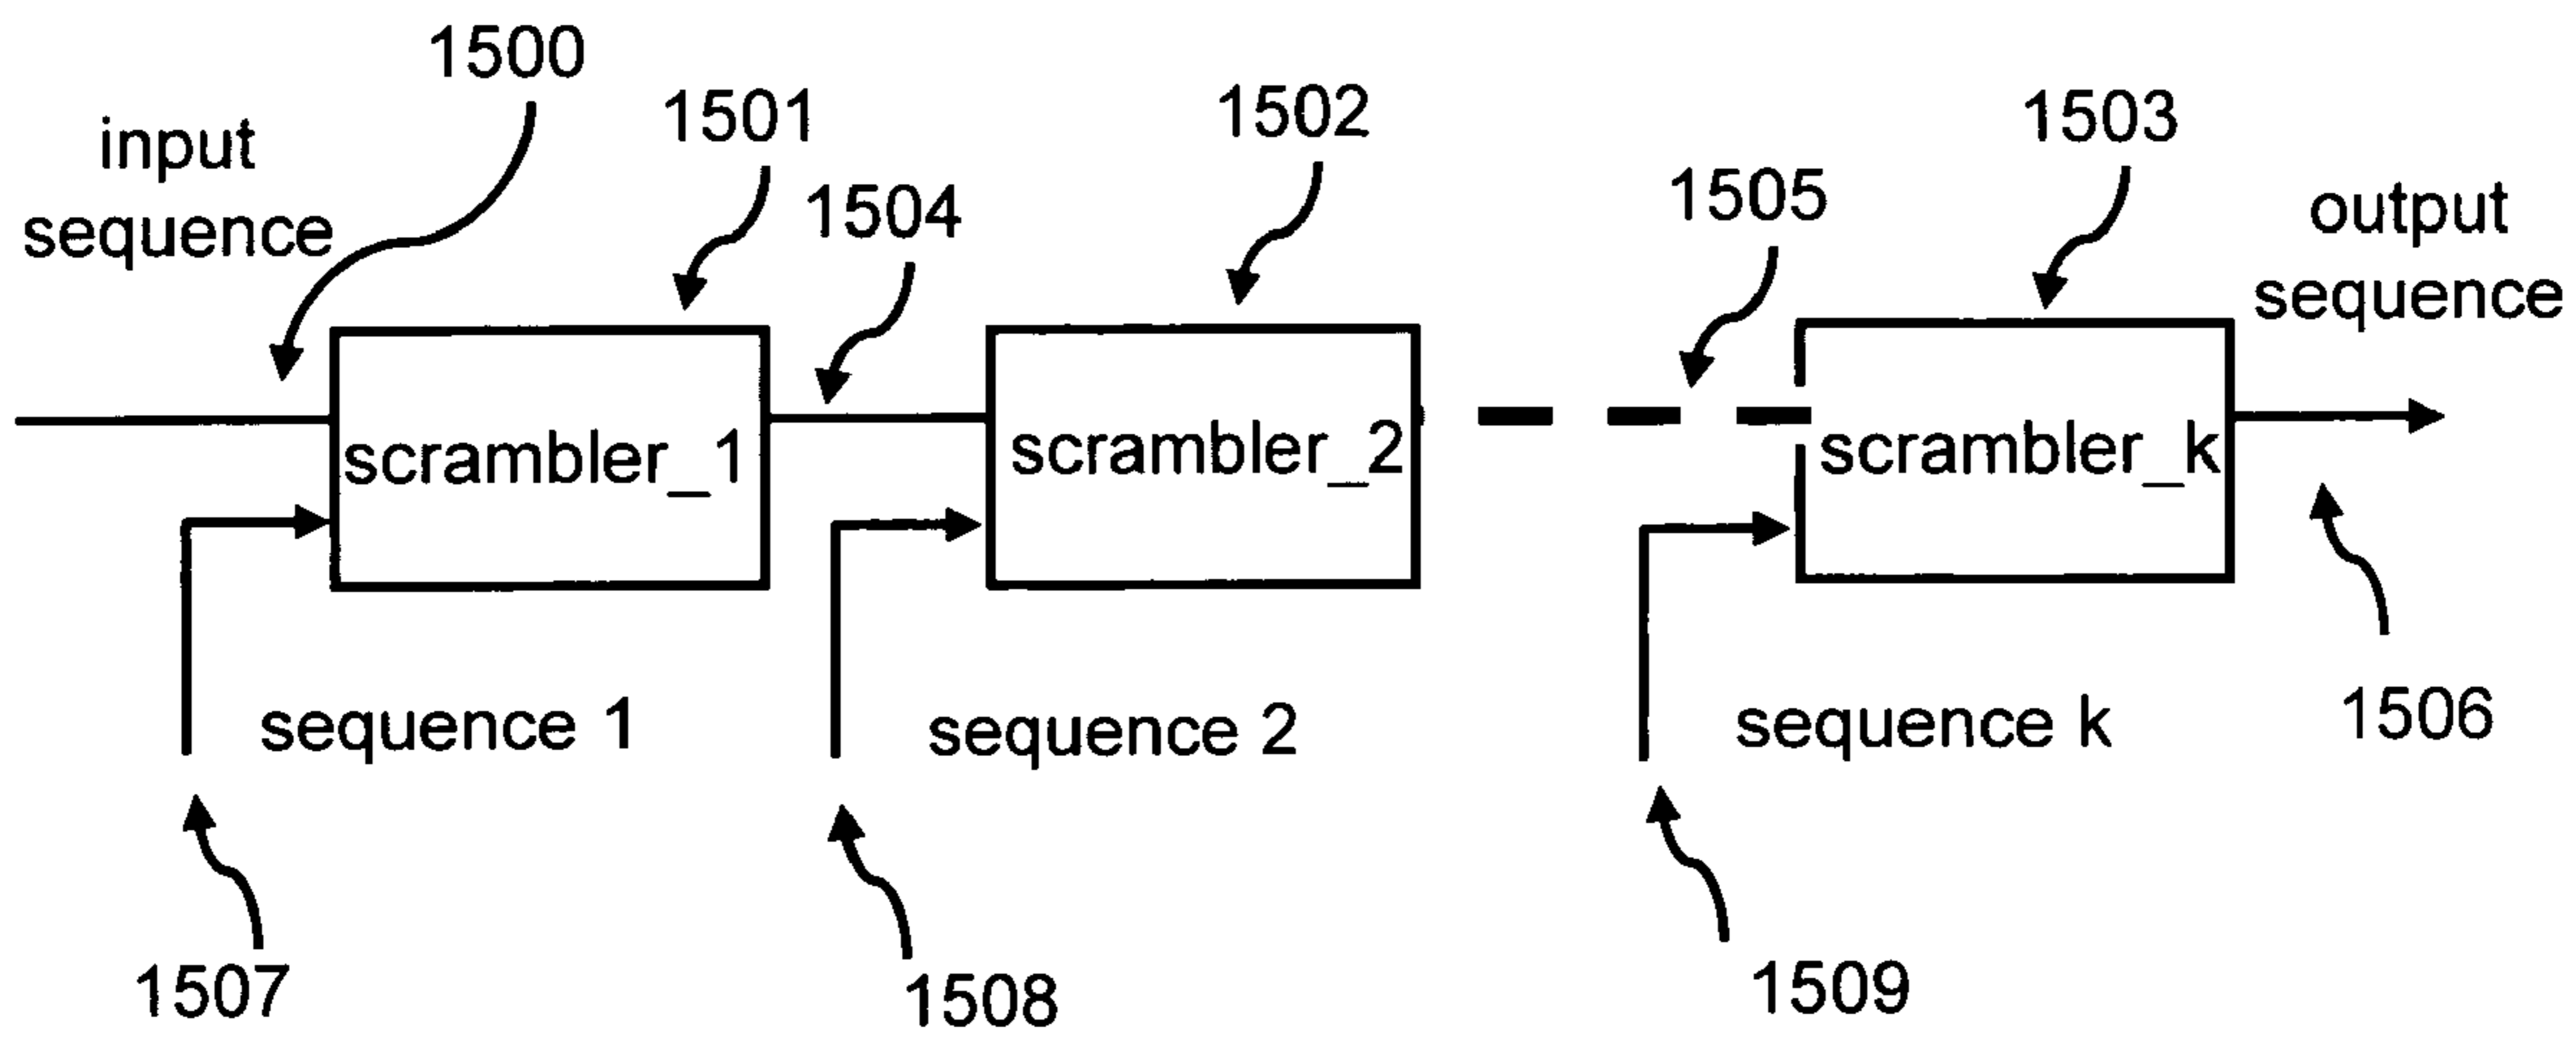 1500
input
sequence
1501
1504
1502
1505
1503
output
sequence
scrambler_1
scrambler_2
scrambler_k
sequence 1
sequence 2
sequence k
1506
1507
1508
1509